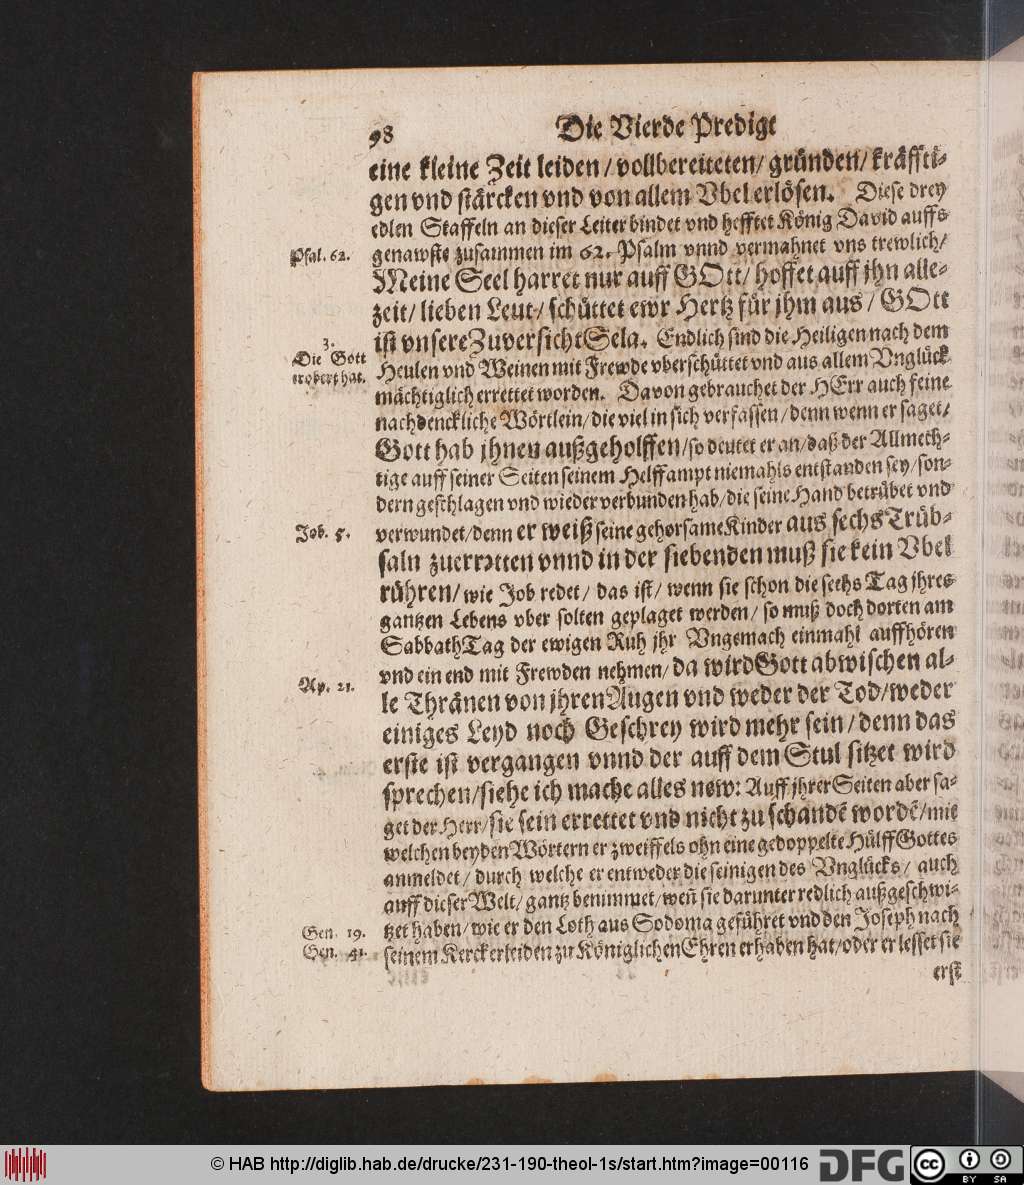 98 Die Vierde Predigt
eine kleine Zeit leiden / vollbereiteten / gründen / kräffti-
gen vnd stärcken vnd von allem Vbel erlösen. Diese drey
edlen Staffeln an dieser Leiter bindet vnd hefftet König David auffs
Psal. 62. genawste zusammen im 62. Psalm vnnd vermahnet vns trewlich /
Meine Seel harret nur auff GOtt / hoffet auff jhn alle-
zeit / lieben Leut / schüttet ewr Hertz für jhm aus / GOtt
3. ist vnsere Zuversicht Sela. Endlich sind die Heiligen nach dem
Die Gott Heulen vnd Weinen mit Frewde vberschüttet vnd aus allem Vnglück
erobert hat. mächtiglich errettet worden. Davon gebrauchet der HErr auch feine
nachdenckliche Wörtlein / die viel in sich verfassen / denn wenn er saget /
Gott hab jhnen außgeholffen / so deutet er an / daß der Allmech-
tige auff seiner Seiten seinem Helffampt niemahls entstanden sey / son-
dern geschlagen vnd wieder verbunden hab / die seine Hand betrübet vnd
Job. 5. verwundet / denn er weiß seine gehorsame Kinder aus sechs Trüb-
saln zuerretten vnnd in der siebenden muß sie kein Vbel
rühren / wie Job redet / das ist / wenn sie schon die sechs Tag jhres
gantzen Lebens vber solten geplaget werden / so muß doch dorten am
SabbathTag der ewigen Ruh jhr Vngemach einmahl auffhören
vnd ein end mit Frewden nehmen / da wird Gott abwischen al-
Ap. 21. le Thränen von jhren Augen vnd weder der Tod / weder
einiges Leyd noch Geschrey wird mehr sein / denn das
erste ist vergangen vnnd der auff dem Stul sitzet wird
sprechen / siehe ich mache alles new: Auff jhrer Seiten aber sa-
get der Herr / sie sein errettet vnd nicht zu schandẽ wordẽ / mit
welchen beyden Wörtern er zweiffels ohn eine gedoppelte Hülff Gottes
anmeldet / durch welche er entweder die seinigen des Vnglücks / auch
auff dieser Welt / gantz benimmet / weñ sie darunter redlich außgeschwi-
Gen. 19. tzet haben / wie er den Loth aus Sodoma geführet vnd den Joseph nach
Gen. 41. seinem Kerckerleiden zu Königlichen Ehren erhaben hat / oder er lesset sie
erst
© HAB http://diglib.hab.de/drucke/231-190-theol-1s/start.htm?image=00116 DFG cc BY SA